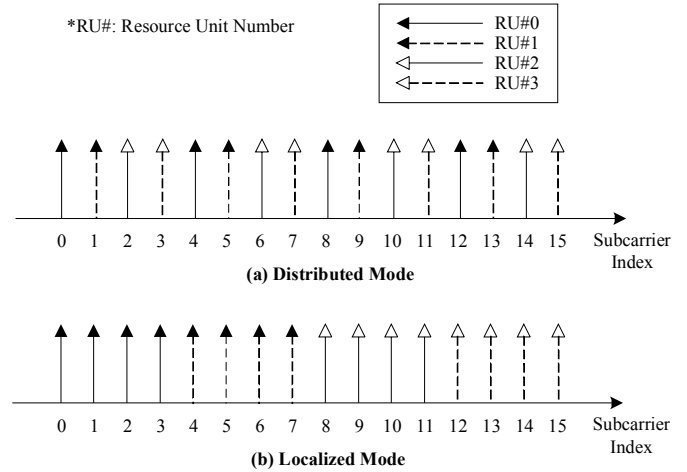 *RU#: Resource Unit Number
RU#0
RU#1
RU#2
RU#3
0 1 2 3 4 5 6 7 8 9 10 11 12 13 14 15
Subcarrier
Index
(a) Distributed Mode
0 1 2 3 4 5 6 7 8 9 10 11 12 13 14 15
Subcarrier
Index
(b) Localized Mode